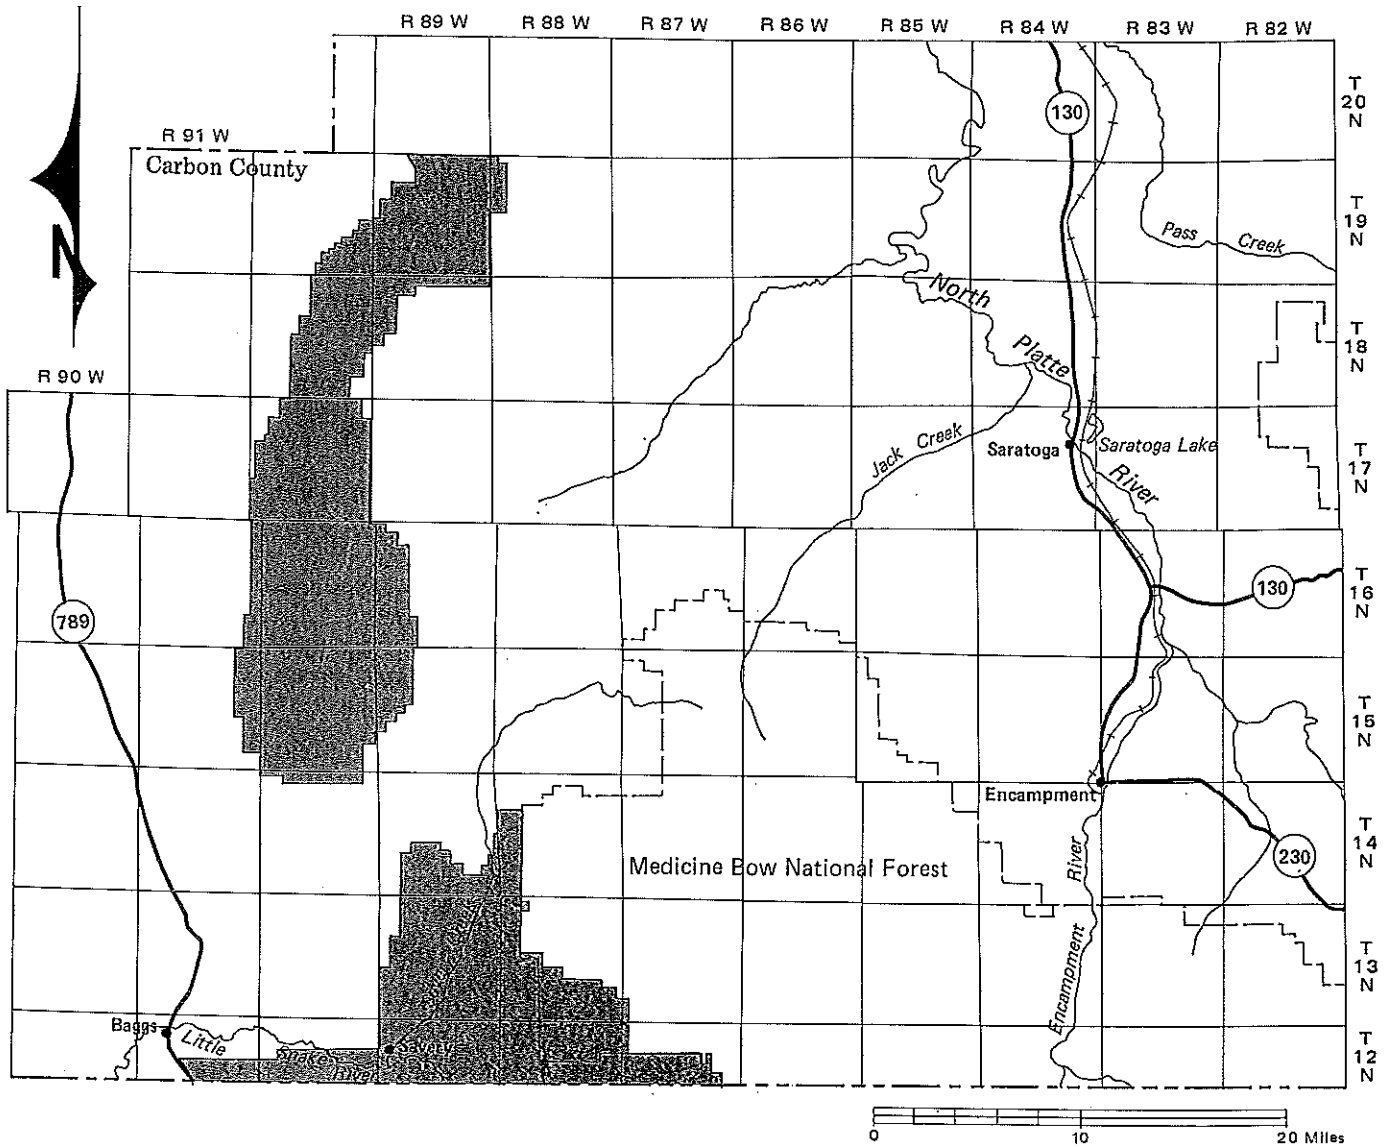 R 89 W R 88 W R 87 W R 86 W R 85 W R 84 W R 83 W R 82 W
T 20 N
130
R 91 W
Carbon County
T 19 N
N
Pass Creek
North
Platte
T 18 N
R 90 W
Jack Creek
Saratoga
Saratoga Lake
River
T 17 N
130
T 16 N
789
T 15 N
Encampment
T 14 N
230
Medicine Bow National Forest
River
Encampment
T 13 N
Baggs
Little
Snake
River
Savery
T 12 N
0 10 20 Miles